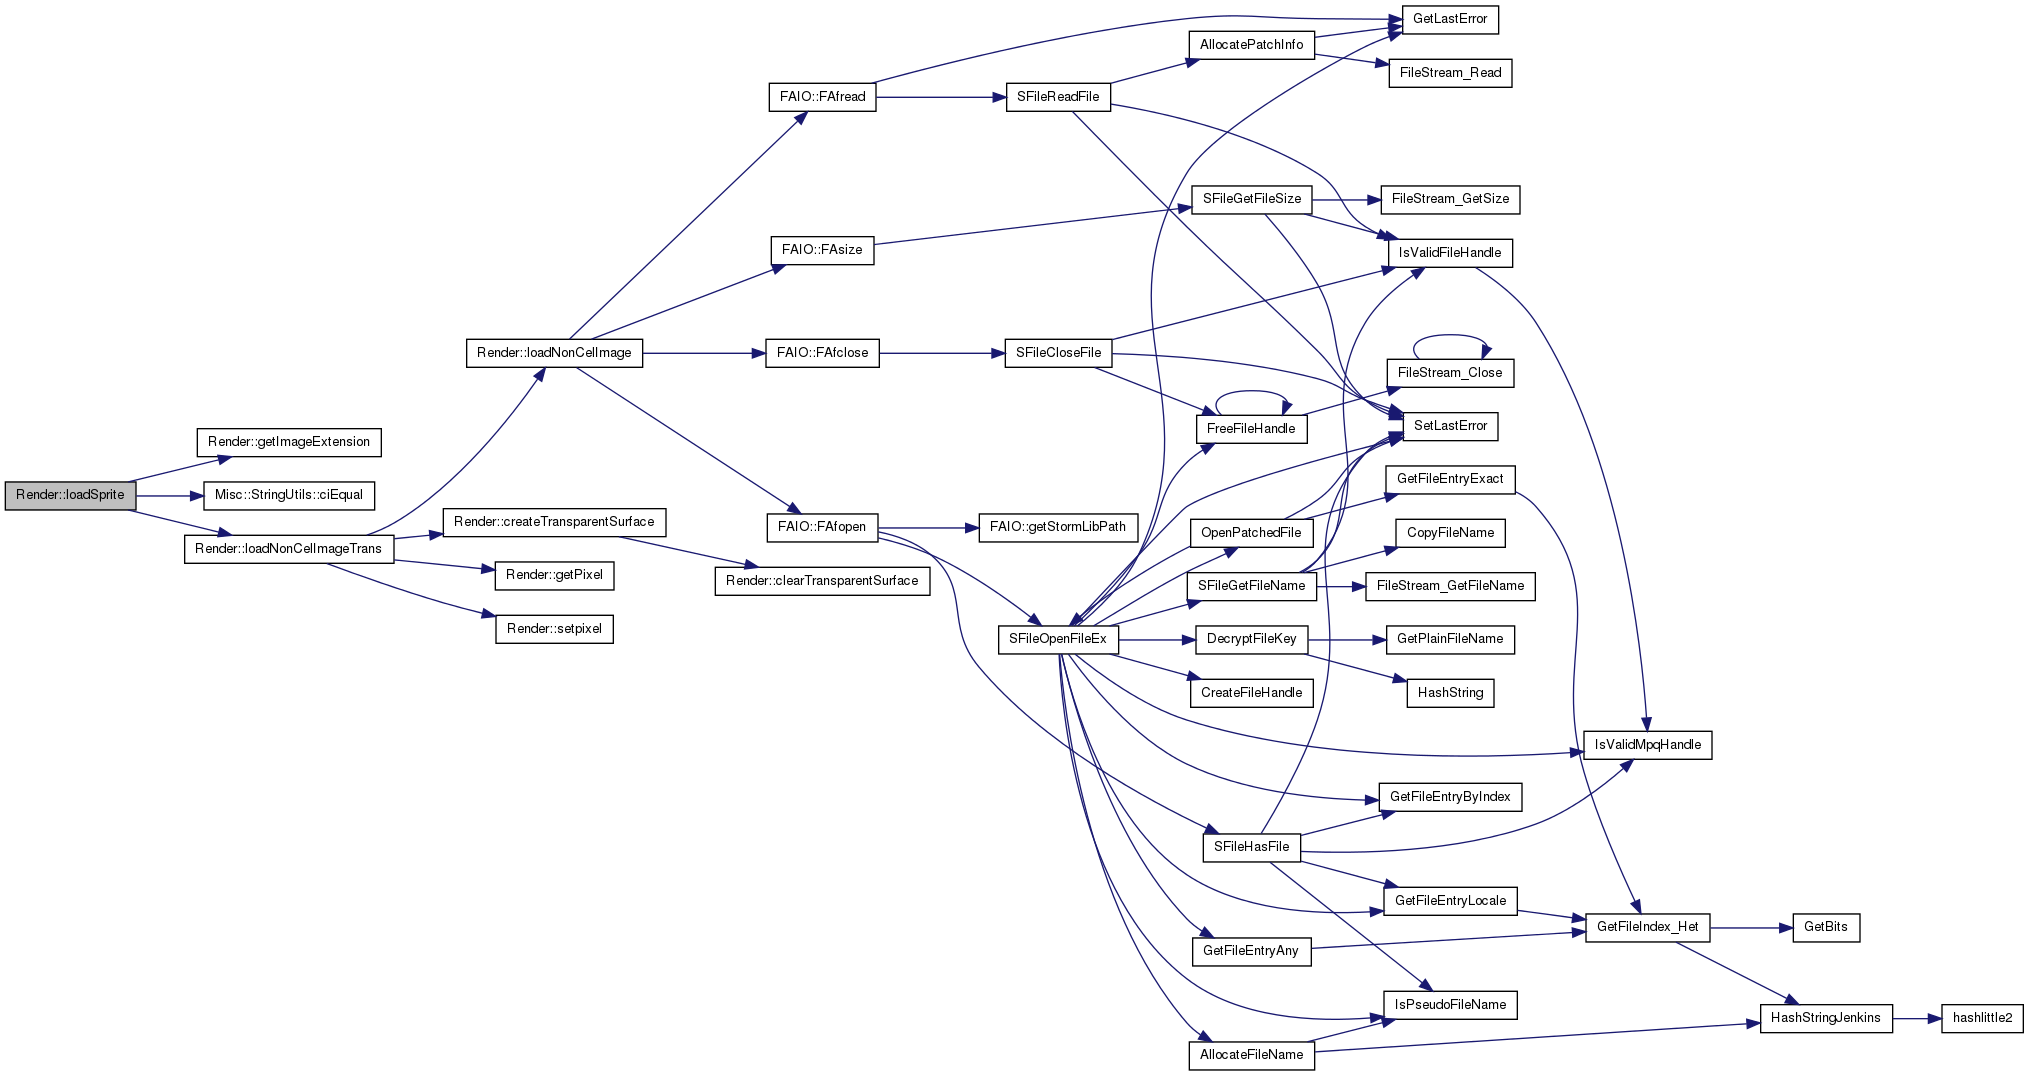 Render::loadSprite
Render::getImageExtension
Misc::StringUtils::ciEqual
Render::loadNonCelImageTrans
Render::loadNonCelImage
Render::createTransparentSurface
Render::getPixel
Render::setpixel
FAIO::FAfread
FAIO::FAsize
FAIO::FAfclose
FAIO::FAfopen
Render::clearTransparentSurface
SFileReadFile
SFileCloseFile
FAIO::getStormLibPath
SFileOpenFileEx
AllocatePatchInfo
SFileGetFileSize
FreeFileHandle
OpenPatchedFile
SFileGetFileName
DecryptFileKey
CreateFileHandle
SFileHasFile
GetFileEntryAny
AllocateFileName
GetLastError
FileStream_Read
FileStream_GetSize
IsValidFileHandle
FileStream_Close
SetLastError
GetFileEntryExact
CopyFileName
FileStream_GetFileName
GetPlainFileName
HashString
GetFileEntryByIndex
GetFileEntryLocale
IsPseudoFileName
IsValidMpqHandle
GetFileIndex_Het
GetBits
HashStringJenkins
hashlittle2